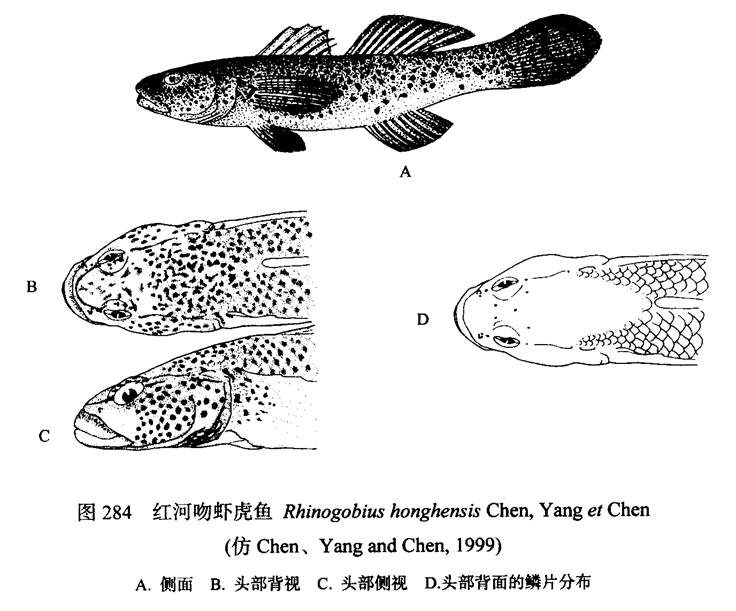 A
B
D
C
图 284 红河吻虾虎鱼 Rhinogobius honghensis Chen, Yang et Chen
(仿 Chen、Yang and Chen, 1999)
A. 侧面 B. 头部背视 C. 头部侧视 D.头部背面的鳞片分布